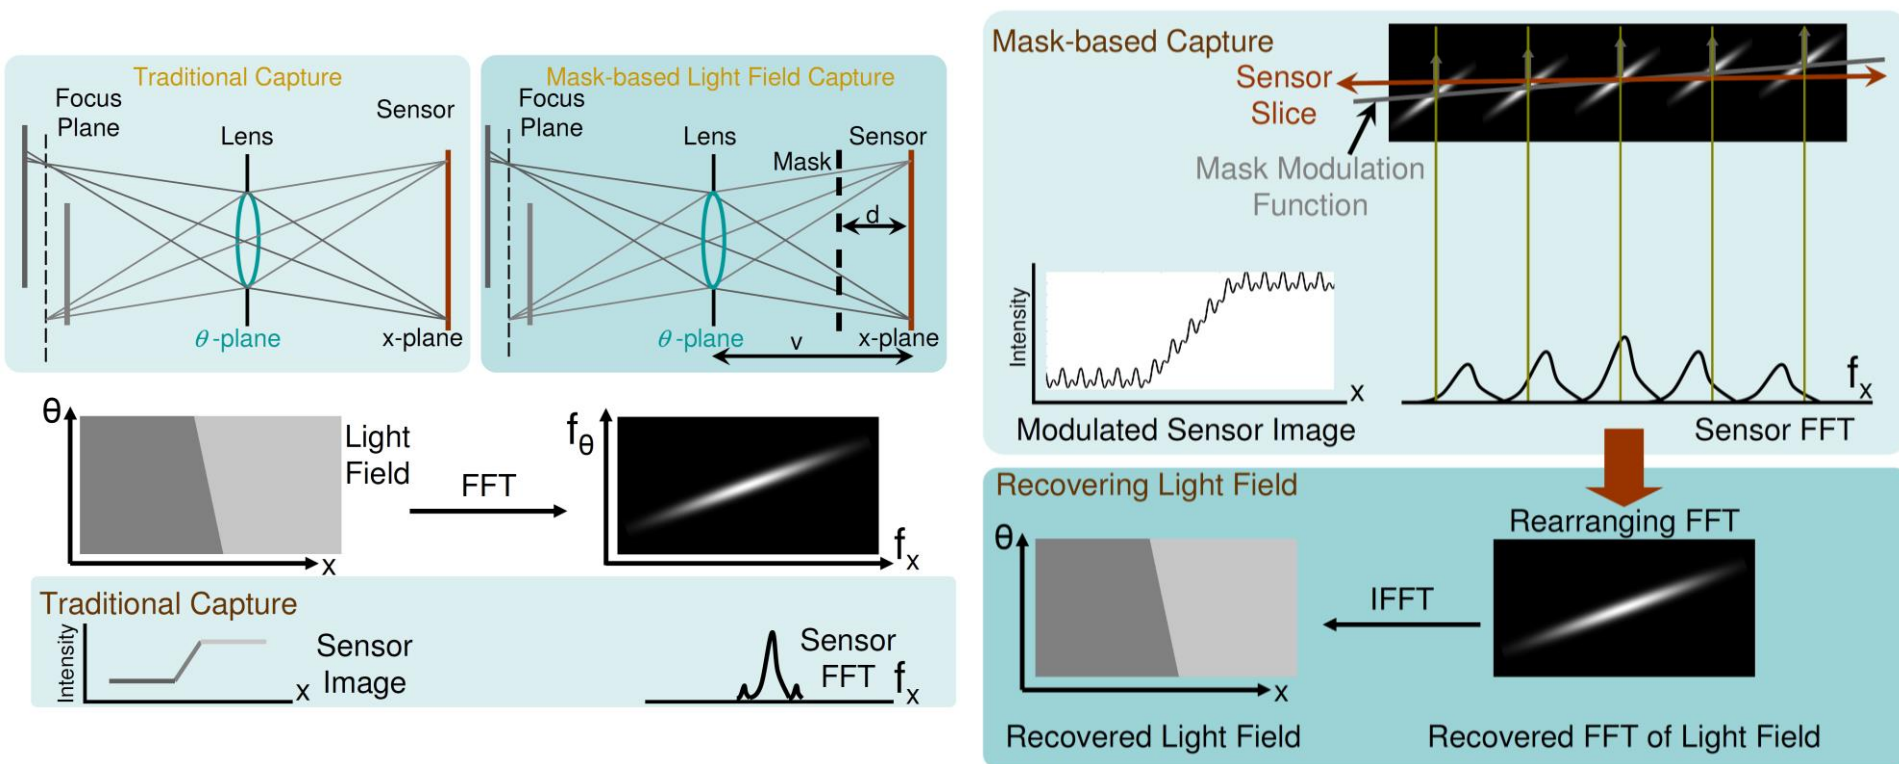 Traditional Capture
Focus
Plane
Lens
Sensor
θ-plane
x-plane
Mask-based Light Field Capture
Focus
Plane
Lens
Mask
Sensor
d
θ-plane
x-plane
v
θ
Light
Field
x
FFT
fθ
fx
Traditional Capture
Intensity
x
Sensor
Image
Sensor
FFT
fx
Mask-based Capture
Sensor
Slice
Mask Modulation
Function
Intensity
x
Modulated Sensor Image
fx
Sensor FFT
Recovering Light Field
Rearranging FFT
θ
x
IFFT
Recovered Light Field
Recovered FFT of Light Field